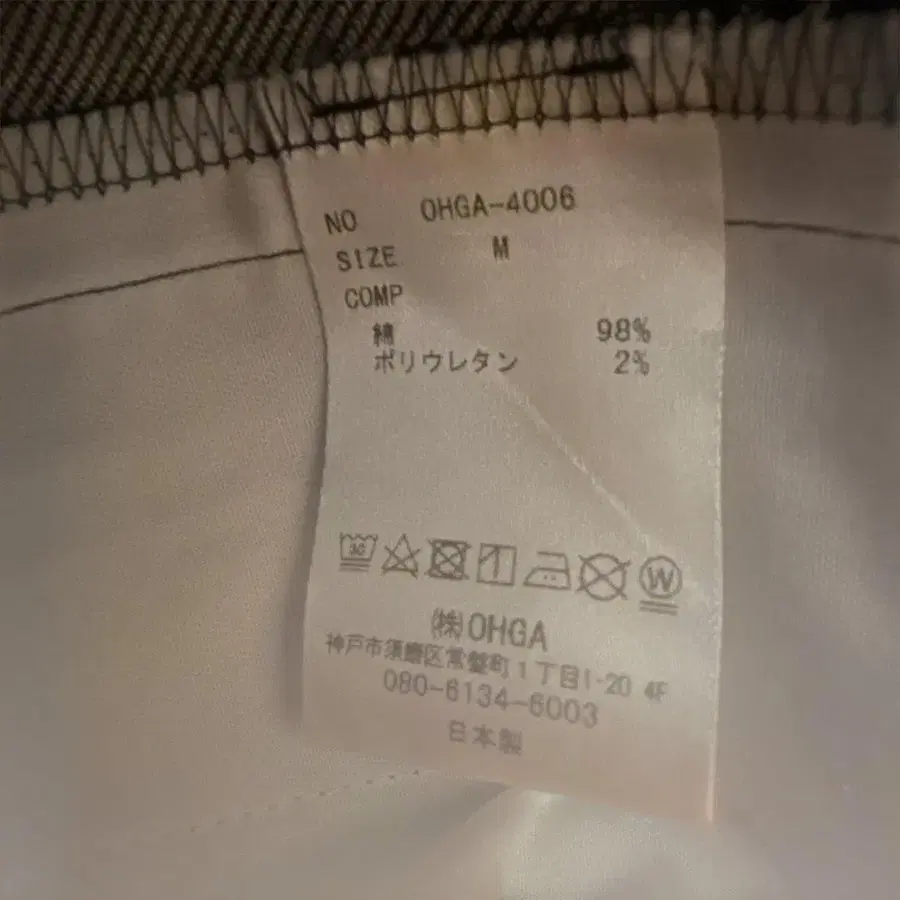 NO OHGA-4006
SIZE M
COMP
綿 98%
ポリウレタン 2%
30
W
㈱OHGA
神戸市須磨区常盤町1丁目1-20 4F
080-6134-6003
日本製